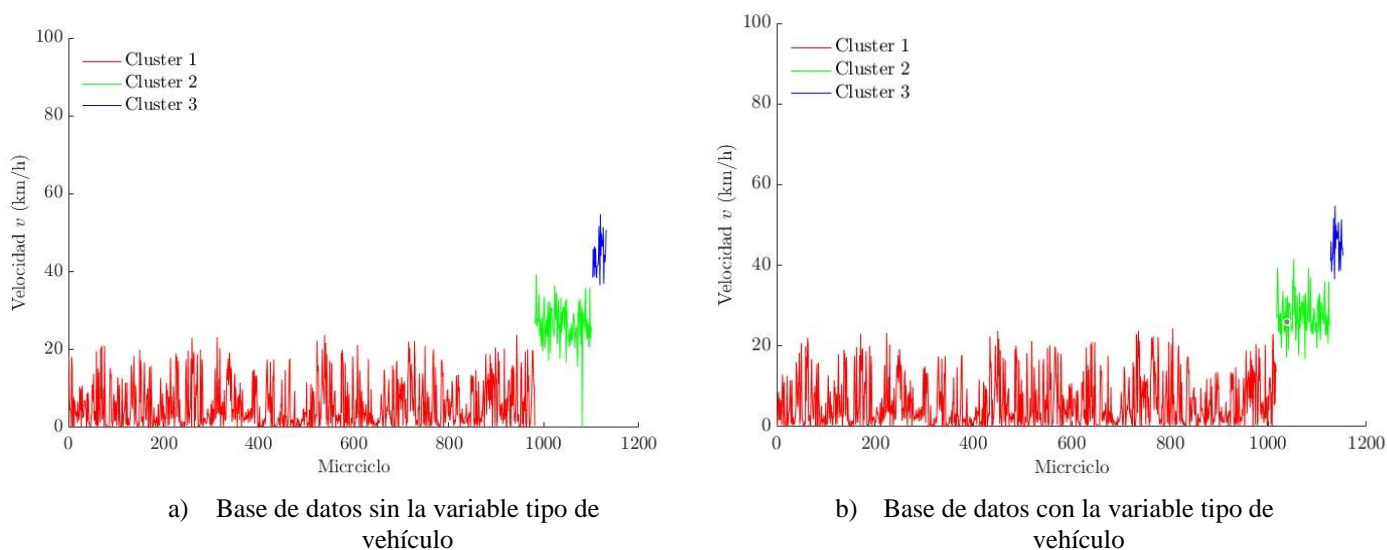 100
80
60
40
20
0
Velocidad v (km/h)
Cluster 1
Cluster 2
Cluster 3
0 200 400 600 800 1000 1200
Micrciclo
a) Base de datos sin la variable tipo de
vehículo
100
80
60
40
20
0
Velocidad v (km/h)
Cluster 1
Cluster 2
Cluster 3
0 200 400 600 800 1000 1200
Micrciclo
b) Base de datos con la variable tipo de
vehículo